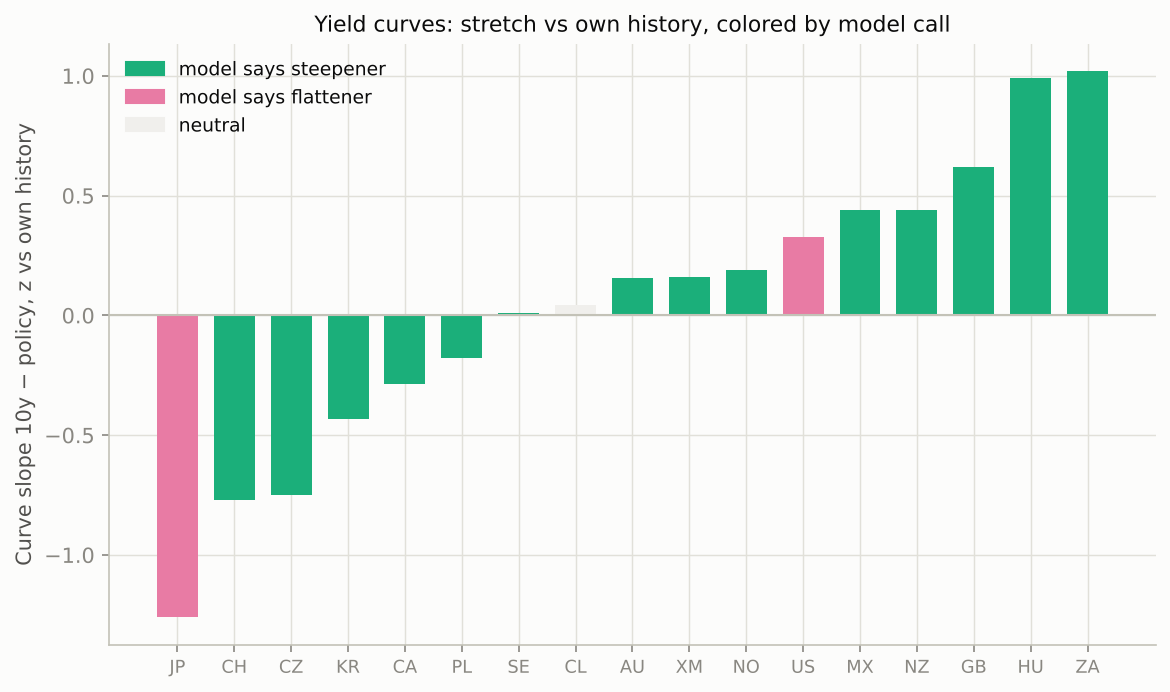 Yield curves: stretch vs own history, colored by model call
model says steepener
model says flattener
neutral
Curve slope 10y − policy, z vs own history
1.0
0.5
0.0
−0.5
−1.0
JP CH CZ KR CA PL SE CL AU XM NO US MX NZ GB HU ZA